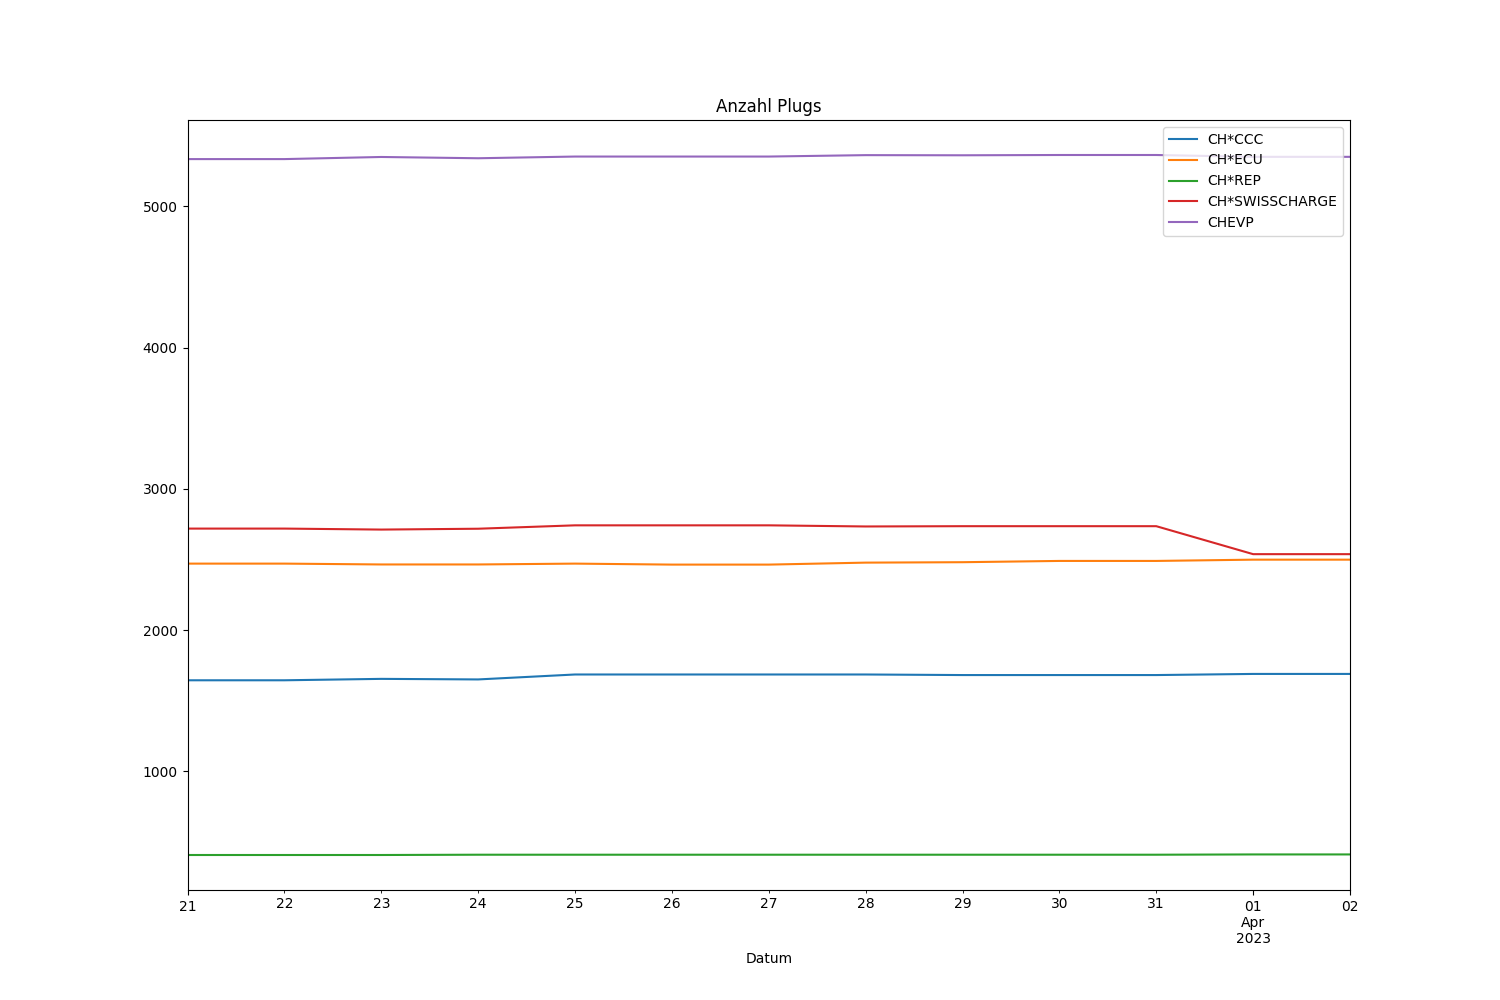 Anzahl Plugs
CH*CCC
CH*ECU
CH*REP
CH*SWISSCHARGE
CHEVP
5000
4000
3000
2000
1000
21 22 23 24 25 26 27 28 29 30 31 01 02
Apr
2023
Datum